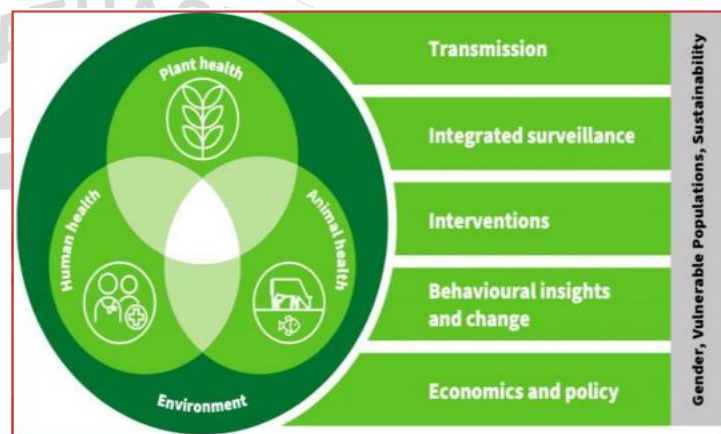 Plant health
Human health
Animal health
Environment
Transmission
Integrated surveillance
Interventions
Behavioural insights
and change
Economics and policy
Gender, Vulnerable Populations, Sustainability